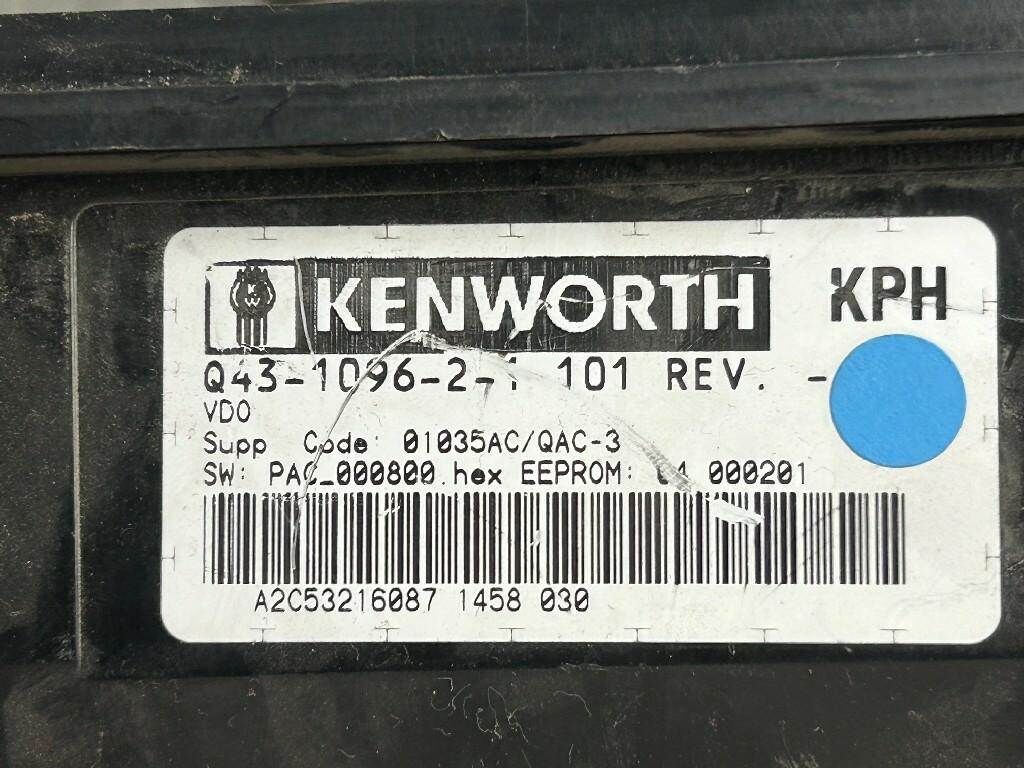 KENWORTH KPH
Q43-1096-2-1 101 REV. -
VDO
Supp Code: 01035AC/QAC-3
SW: PAC_000800.hex EEPROM: 000201
A2C53216087 1458 030